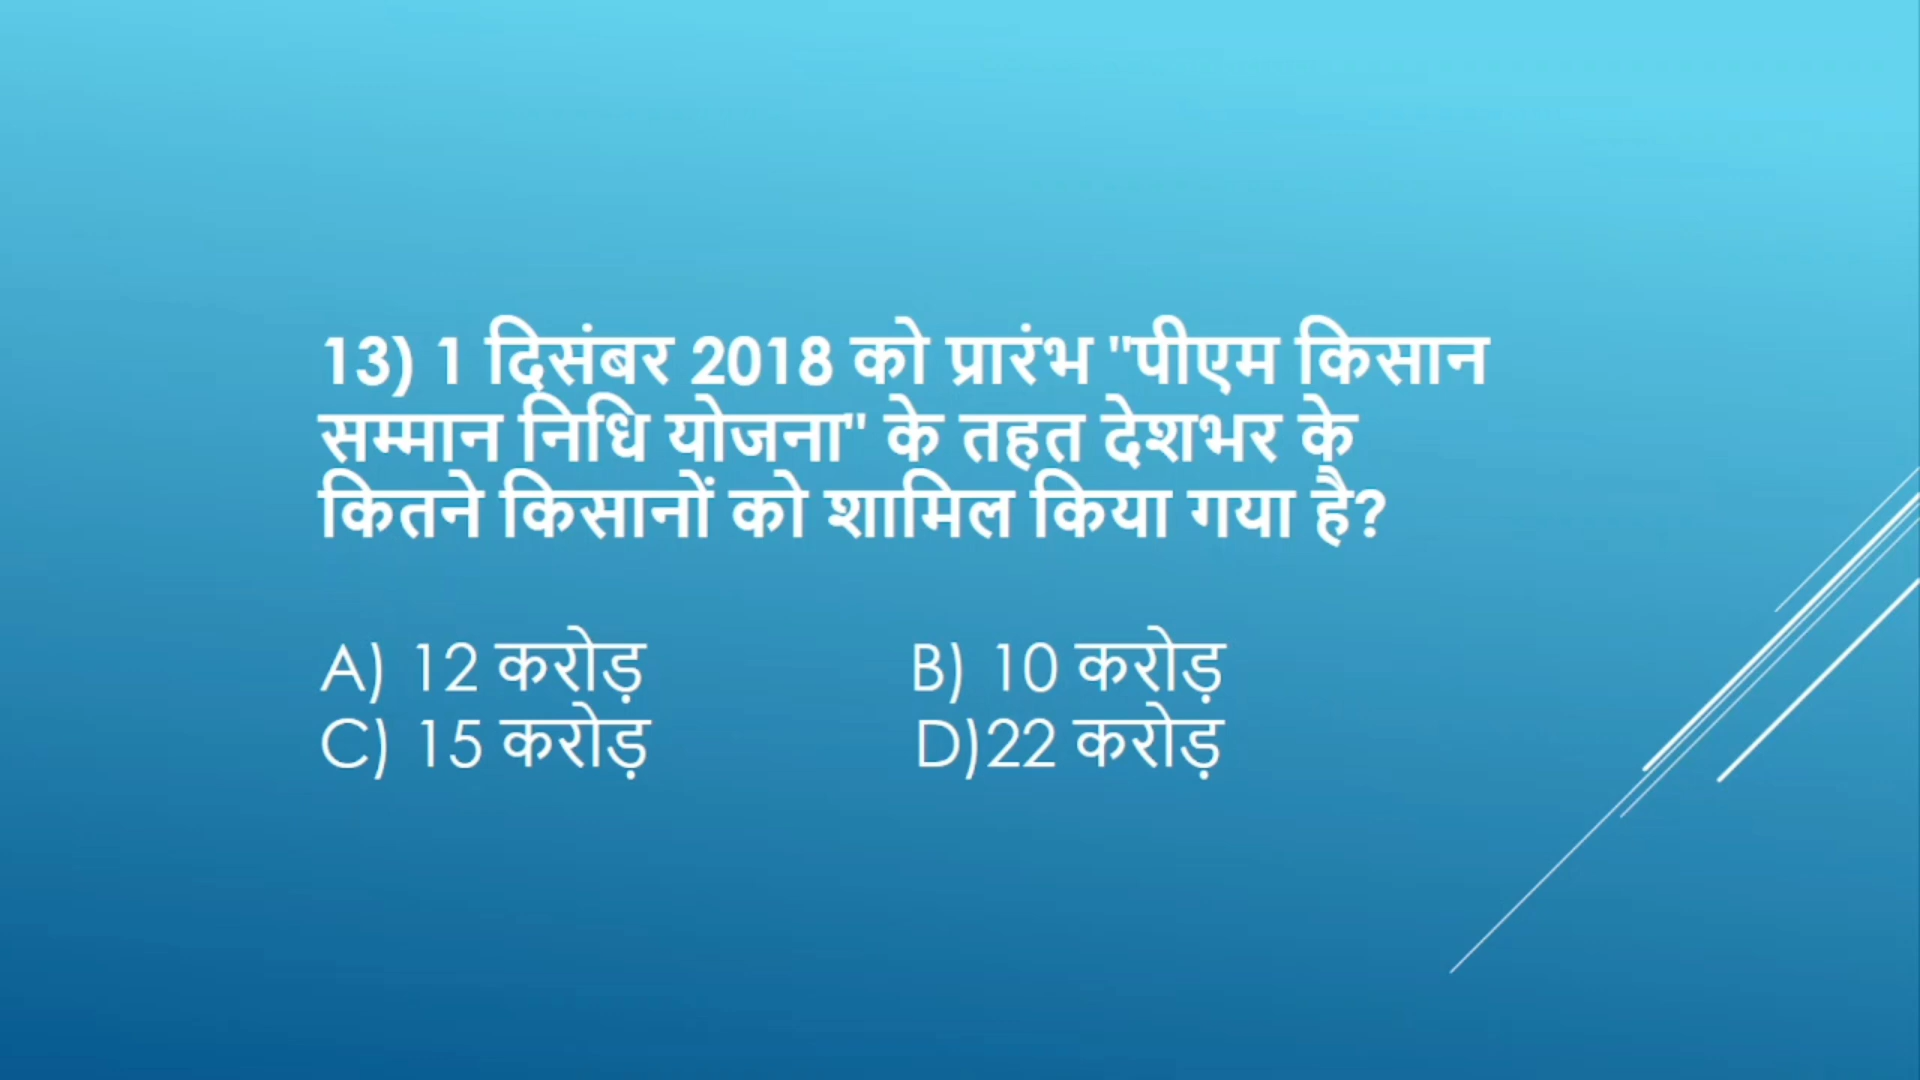 13) 1 दिसंबर 2018 को प्रारंभ "पीएम किसान
सम्मान निधि योजना" के तहत देशभर के
कितने किसानों को शामिल किया गया है?
A) 12 करोड़ B) 10 करोड़
C) 15 करोड़ D)22 करोड़